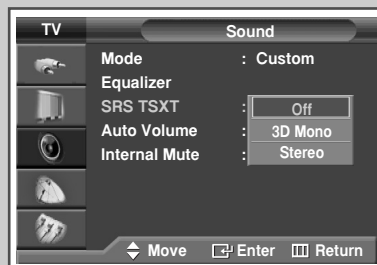 TV Sound
Mode : Custom
Equalizer
SRS TSXT : Off
Auto Volume : 3D Mono
Internal Mute : Stereo
Move Enter Return